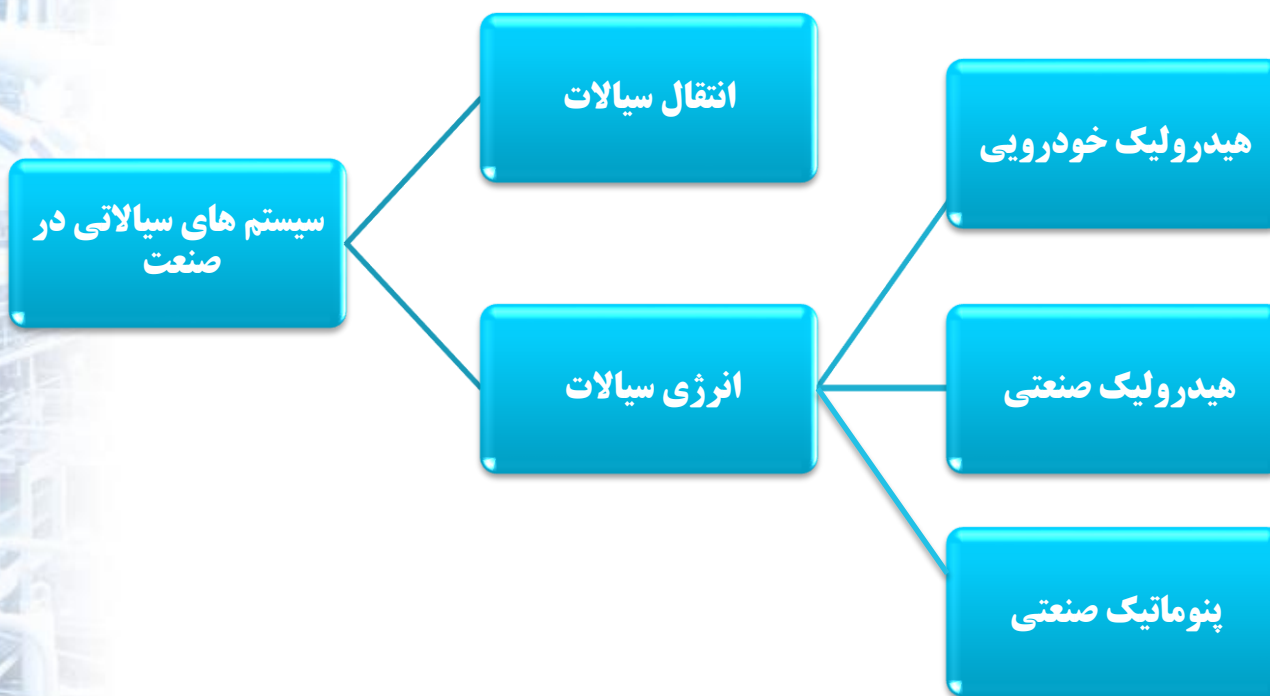 سیستم های سیالاتی در
صنعت
انتقال سیالات
انرژی سیالات
هیدرولیک خودرویی
هیدرولیک صنعتی
پنوماتیک صنعتی